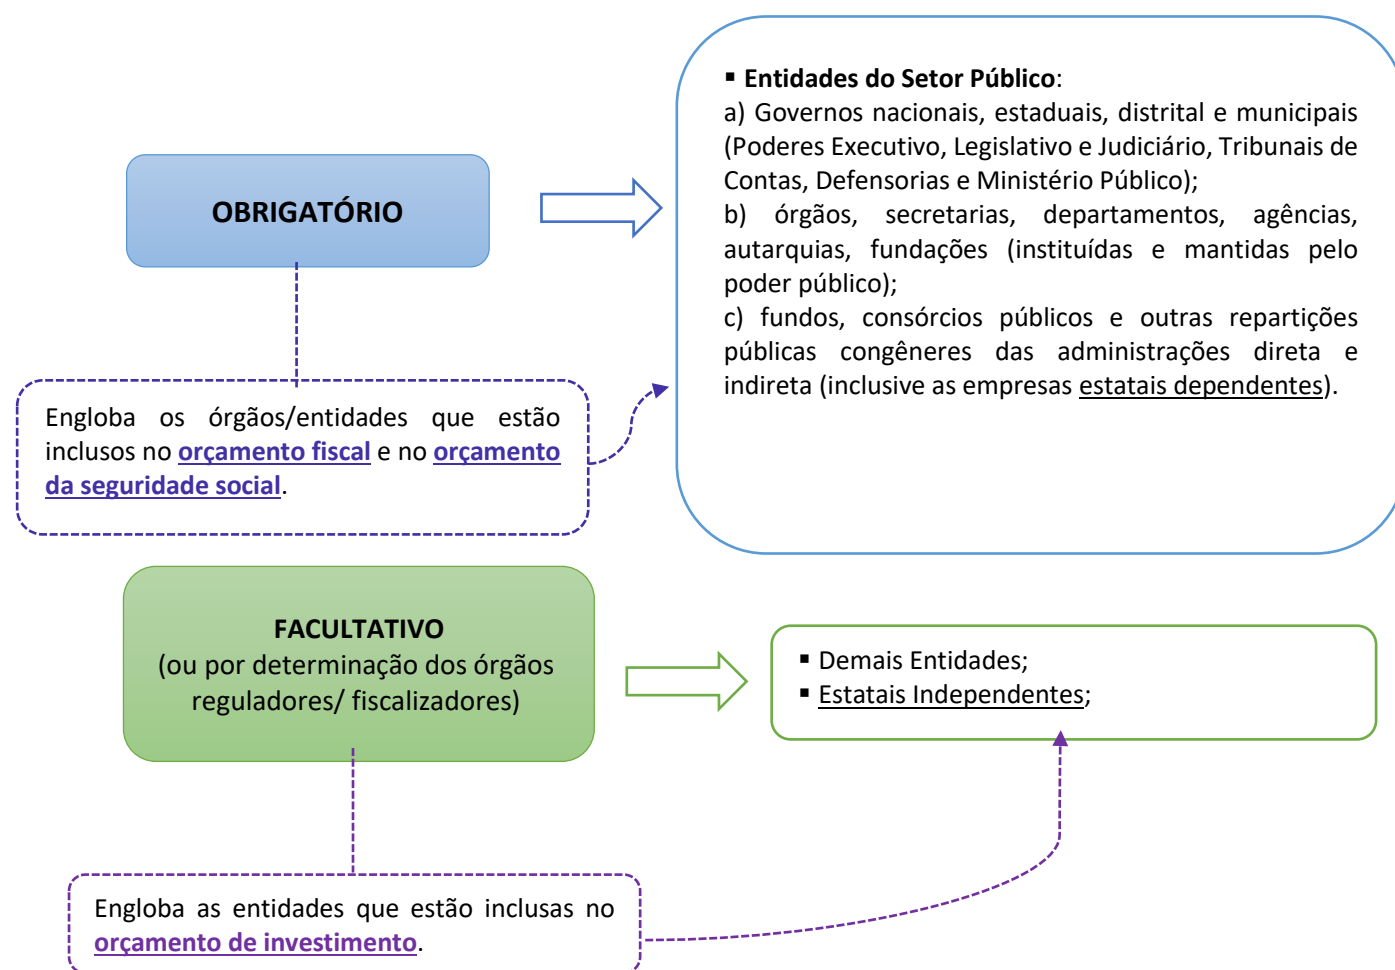 ▪ Entidades do Setor Público:
a) Governos nacionais, estaduais, distrital e municipais
(Poderes Executivo, Legislativo e Judiciário, Tribunais de
Contas, Defensorias e Ministério Público);
b) órgãos, secretarias, departamentos, agências,
autarquias, fundações (instituídas e mantidas pelo
poder público);
c) fundos, consórcios públicos e outras repartições
públicas congêneres das administrações direta e
indireta (inclusive as empresas estatais dependentes).
OBRIGATÓRIO
Engloba os órgãos/entidades que estão
inclusos no orçamento fiscal e no orçamento
da seguridade social.
FACULTATIVO
(ou por determinação dos órgãos
reguladores/ fiscalizadores)
▪ Demais Entidades;
▪ Estatais Independentes;
Engloba as entidades que estão inclusas no
orçamento de investimento.